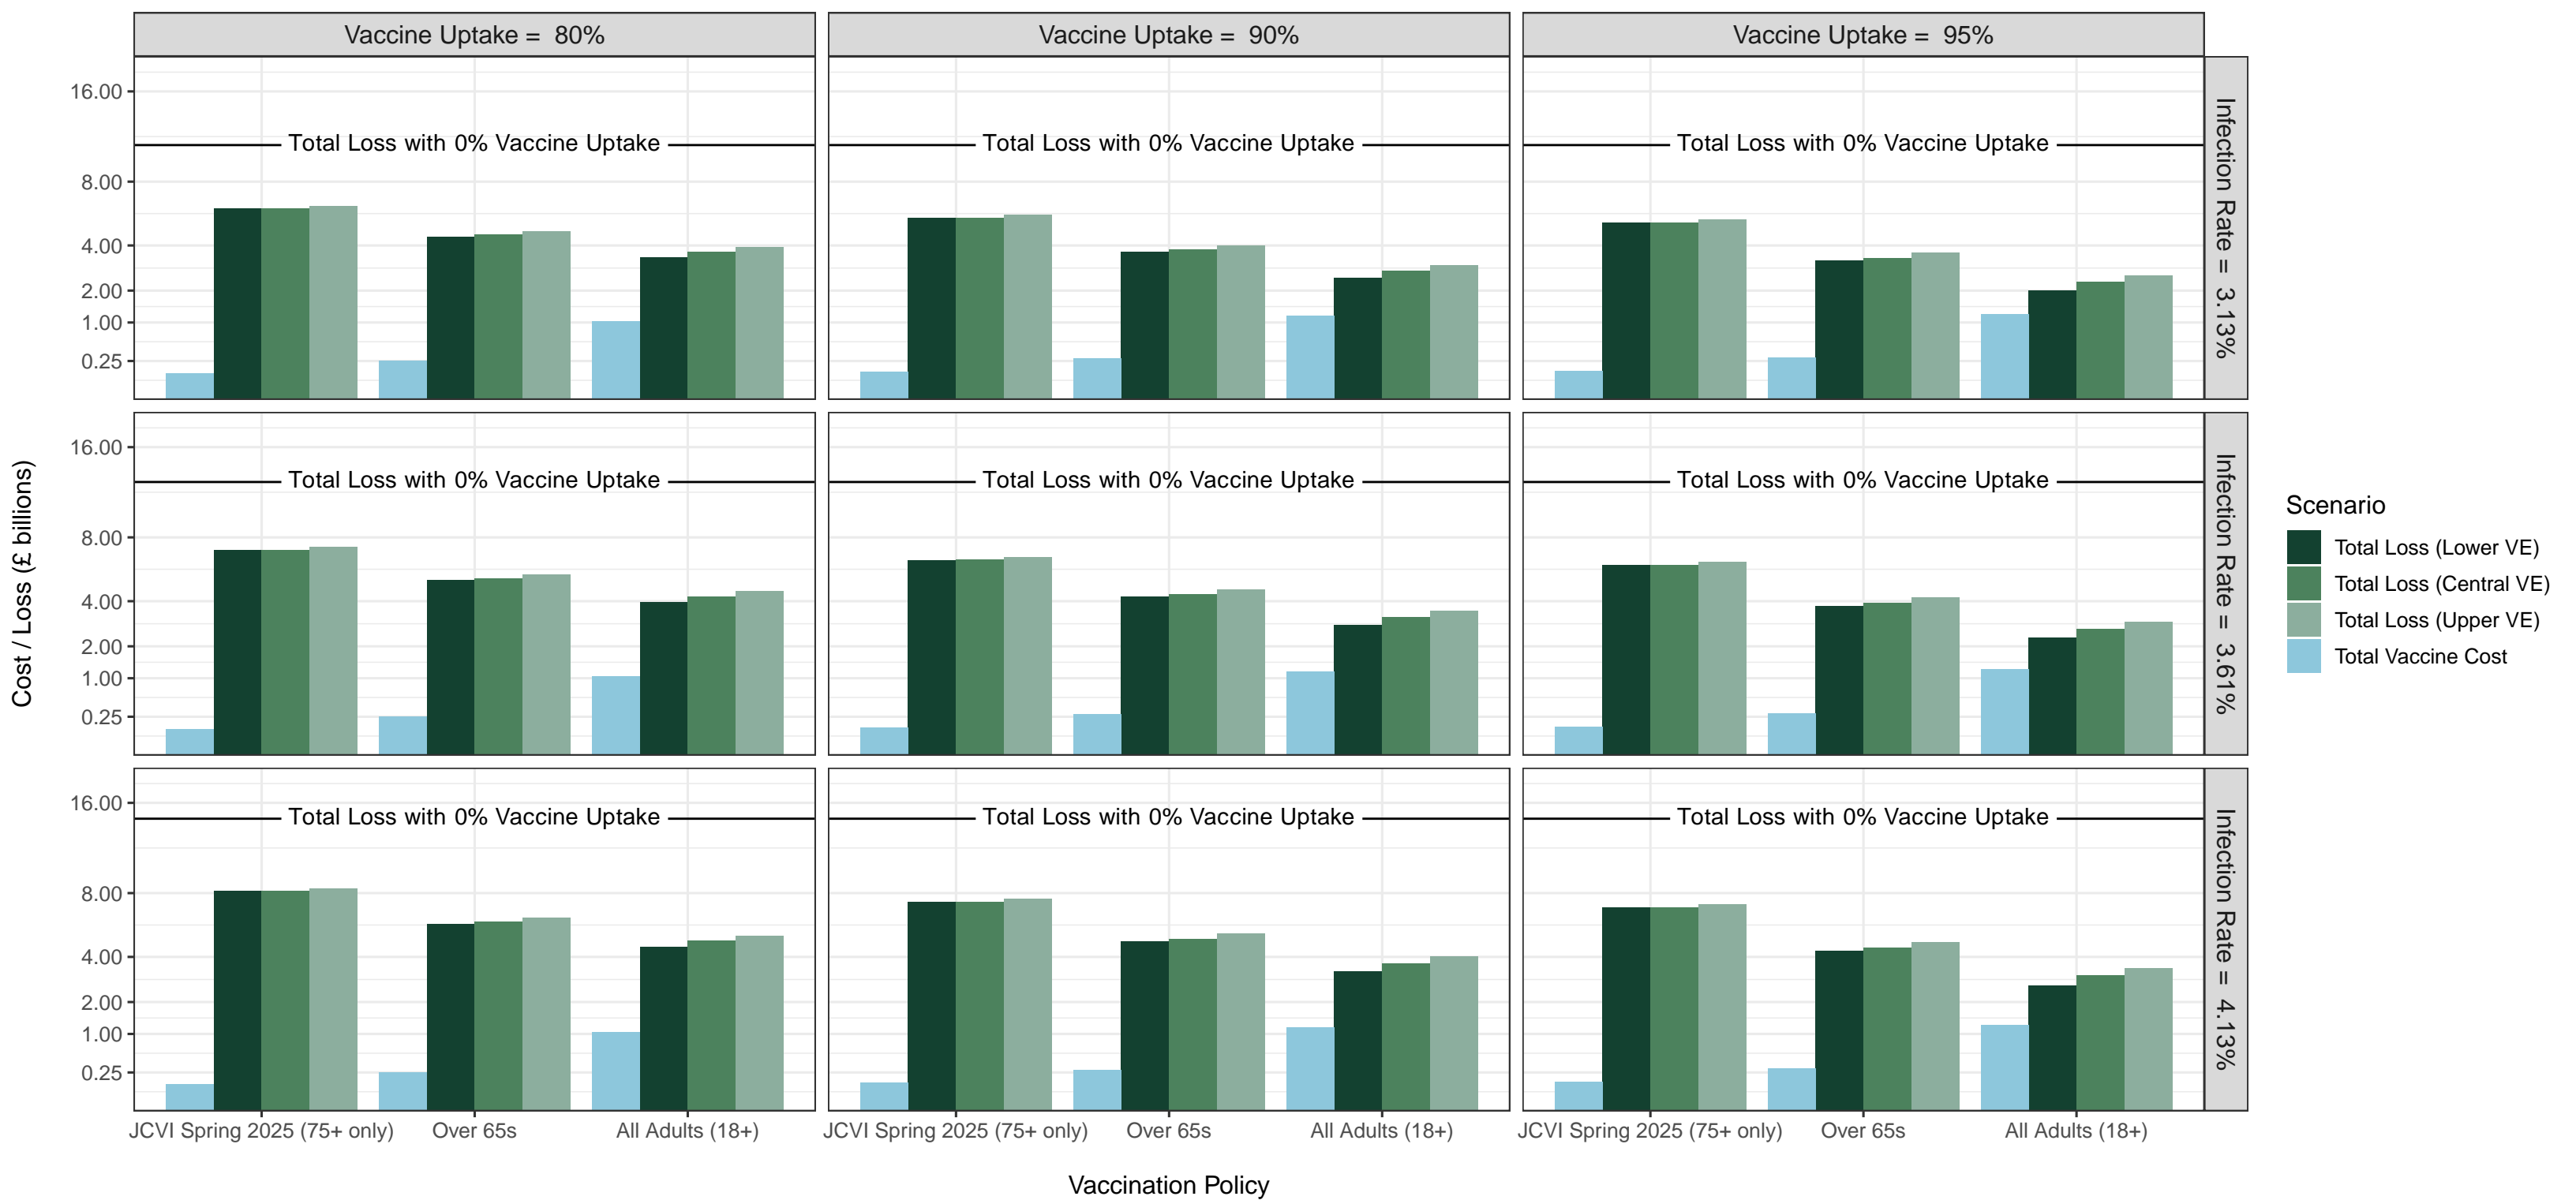 Vaccine Uptake =  80%
Vaccine Uptake =  90%
Vaccine Uptake =  95%
16.00
8.00
4.00
2.00
1.00
0.25
Total Loss with 0% Vaccine Uptake
Total Loss with 0% Vaccine Uptake
Total Loss with 0% Vaccine Uptake
Infection Rate =  3.13%
16.00
8.00
4.00
2.00
1.00
0.25
Total Loss with 0% Vaccine Uptake
Total Loss with 0% Vaccine Uptake
Total Loss with 0% Vaccine Uptake
Infection Rate =  3.61%
16.00
8.00
4.00
2.00
1.00
0.25
Total Loss with 0% Vaccine Uptake
Total Loss with 0% Vaccine Uptake
Total Loss with 0% Vaccine Uptake
Infection Rate =  4.13%
Cost / Loss (£ billions)
JCVI Spring 2025 (75+ only)
Over 65s
All Adults (18+)
JCVI Spring 2025 (75+ only)
Over 65s
All Adults (18+)
JCVI Spring 2025 (75+ only)
Over 65s
All Adults (18+)
Vaccination Policy
Scenario
Total Loss (Lower VE)
Total Loss (Central VE)
Total Loss (Upper VE)
Total Vaccine Cost